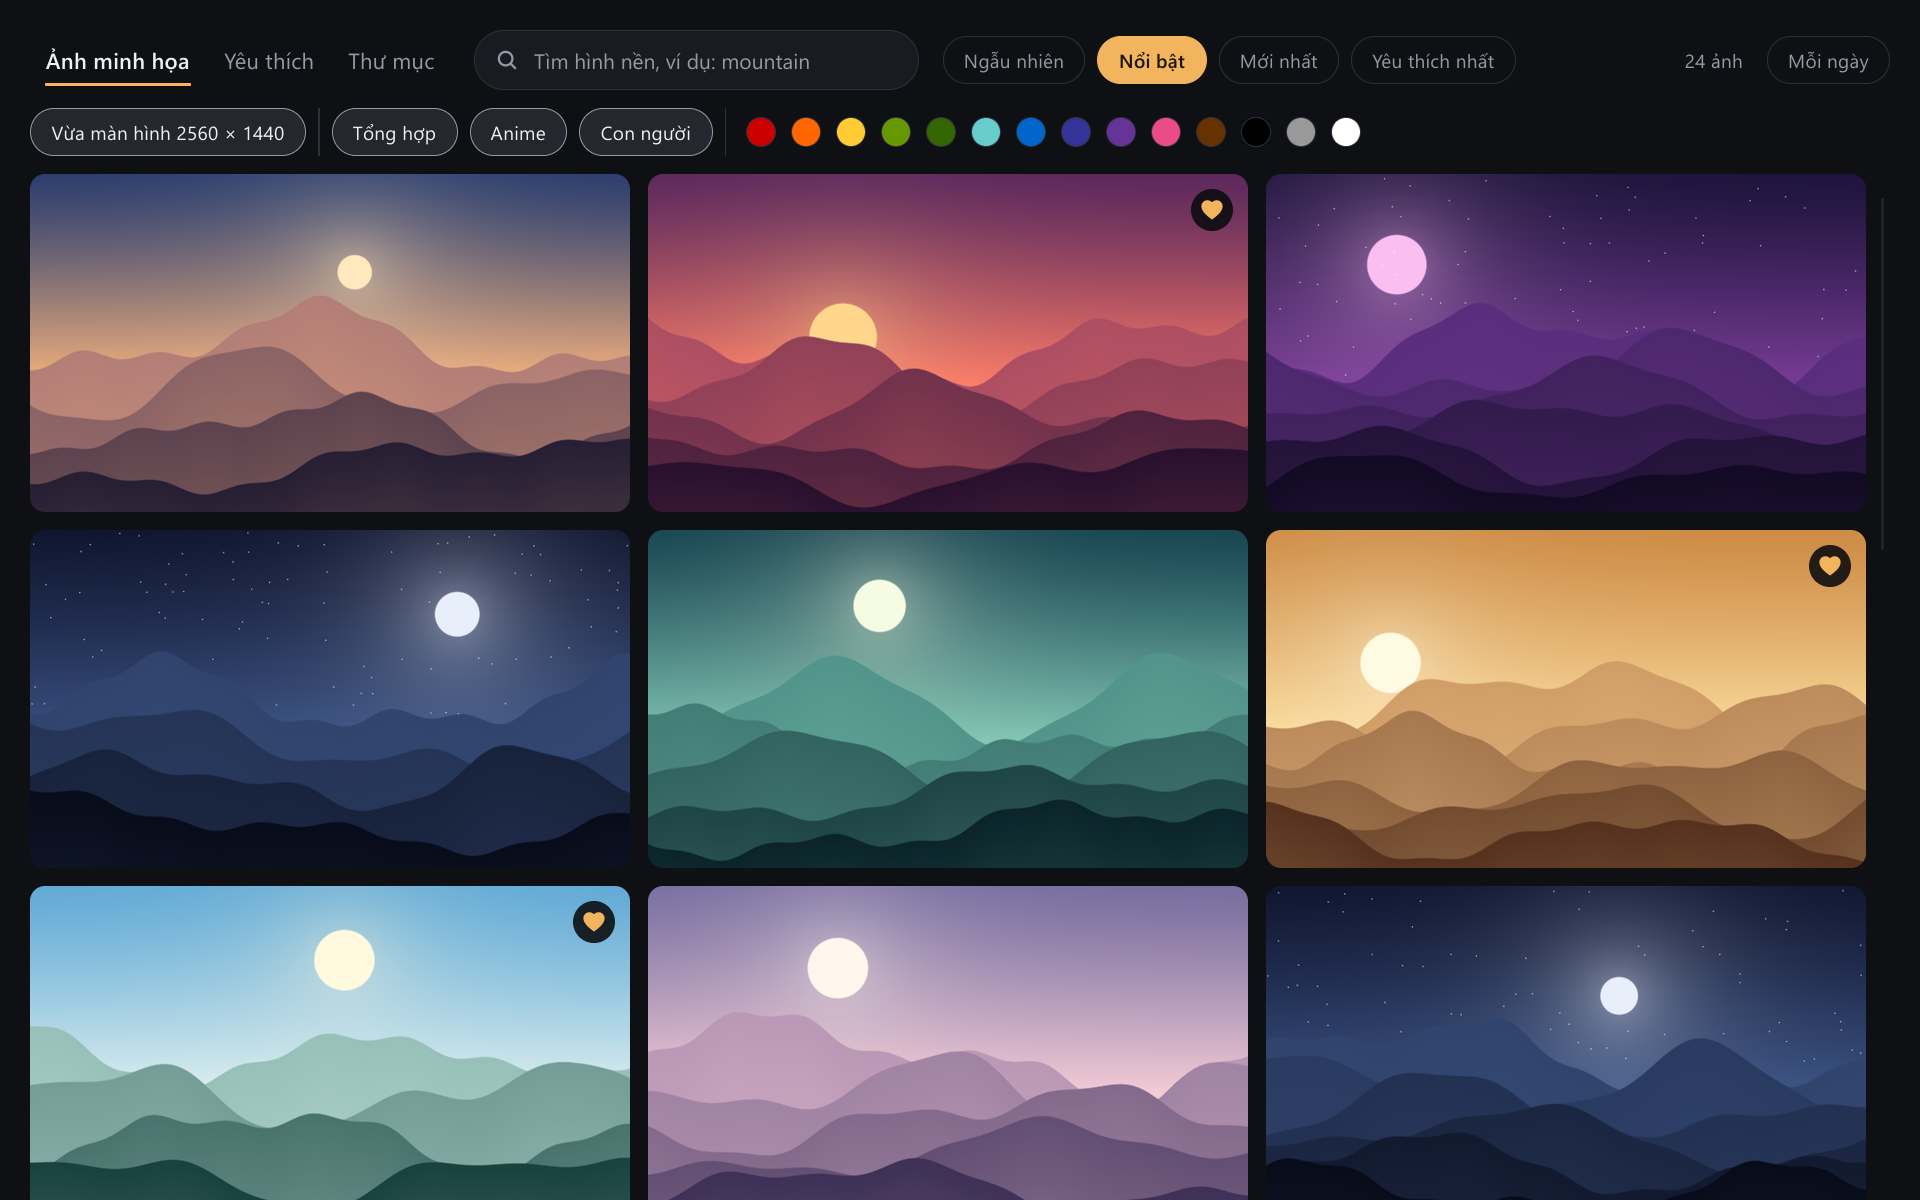 Ảnh minh họa Yêu thích Thư mục Tìm hình nền, ví dụ: mountain Ngẫu nhiên Nổi bật Mới nhất Yêu thích nhất 24 ảnh Mỗi ngày
Vừa màn hình 2560 × 1440 Tổng hợp Anime Con người